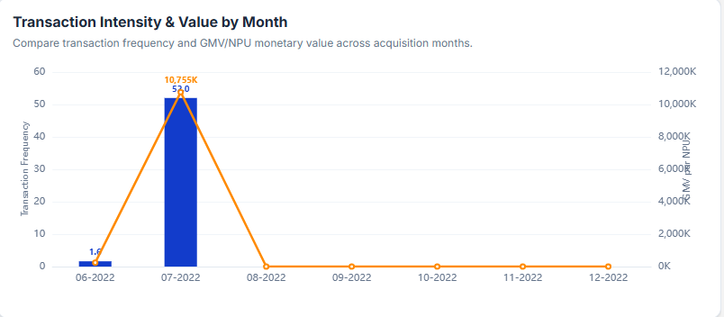 Transaction Intensity & Value by Month
Compare transaction frequency and GMV/NPU monetary value across acquisition months.
60
50
40
30
20
10
0
Transaction Frequency
12,000K
10,000K
8,000K
6,000K
4,000K
2,000K
0K
GMV per NPU
10,755K
52.0
1.6
06-2022
07-2022
08-2022
09-2022
10-2022
11-2022
12-2022